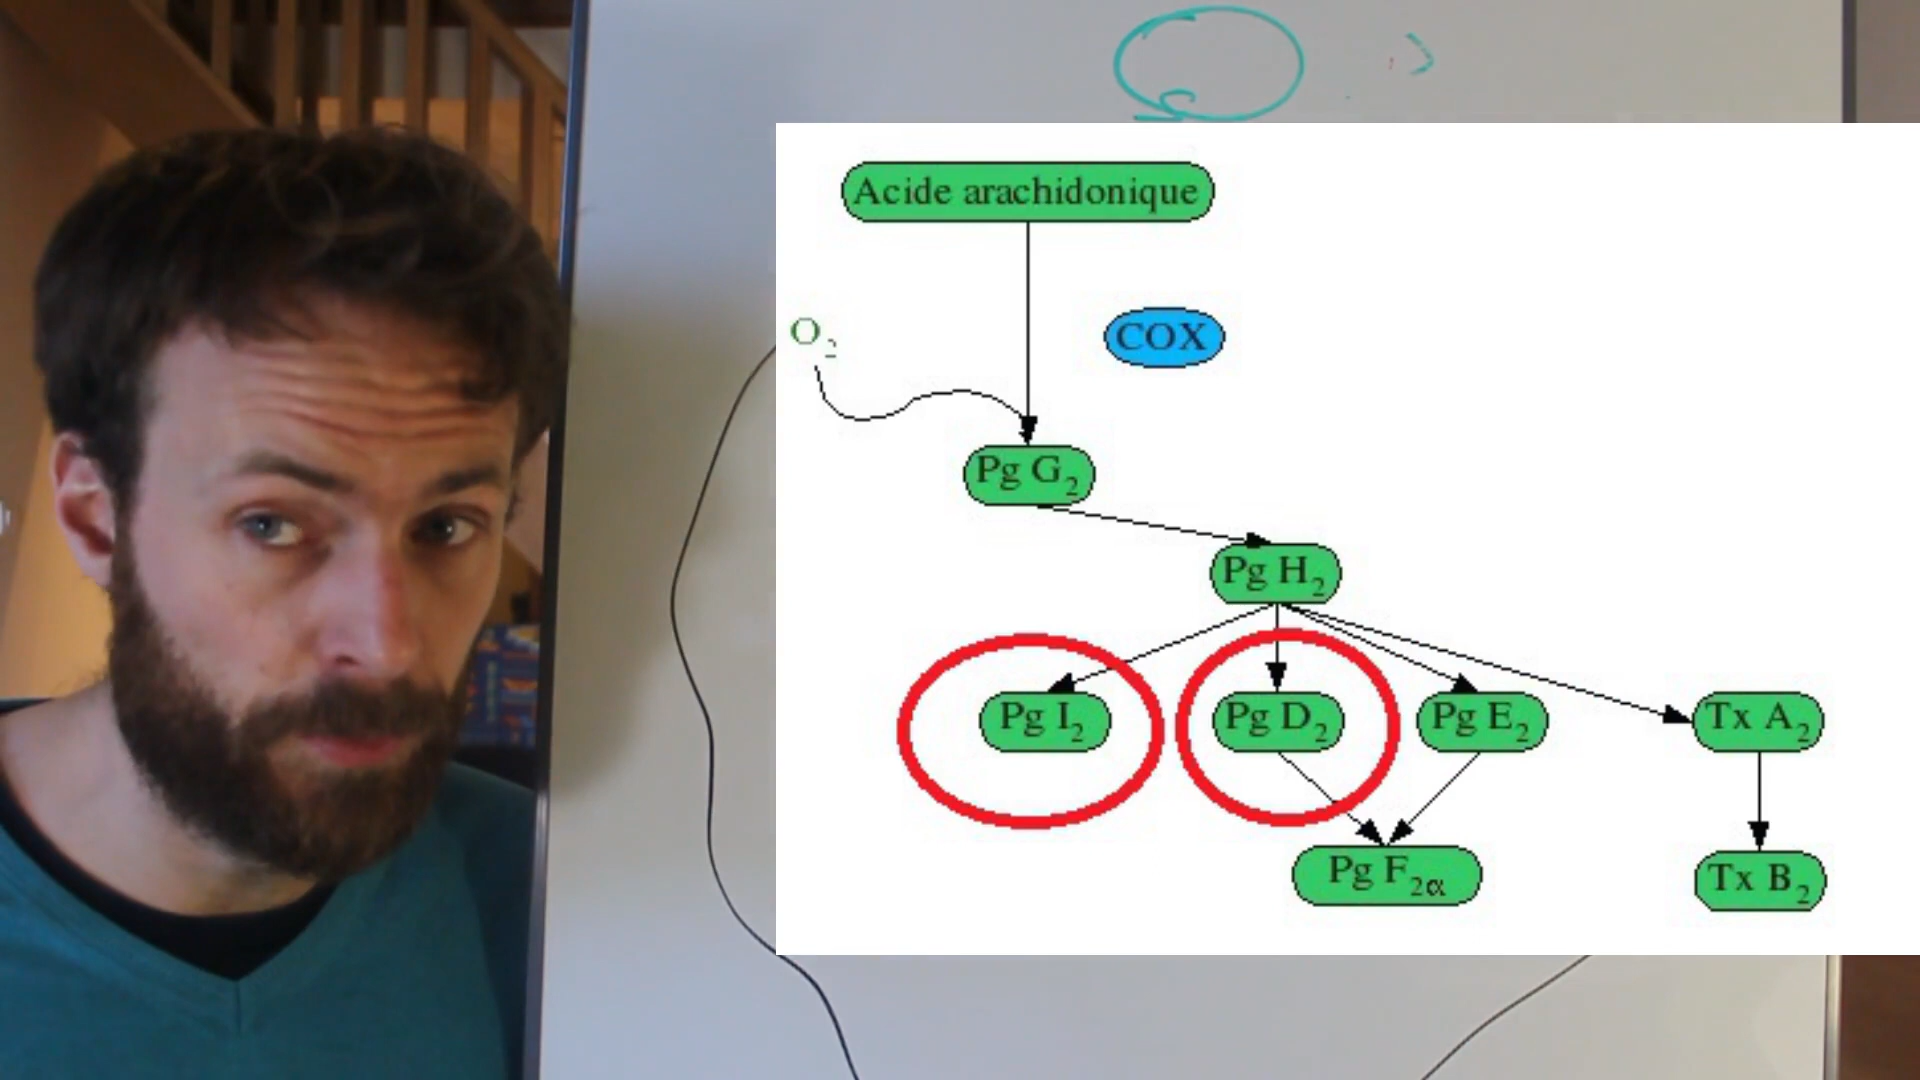 Acide arachidonique
O₂
COX
Pg G₂
Pg H₂
Pg I₂
Pg D₂
Pg E₂
Tx A₂
Pg F₂α
Tx B₂